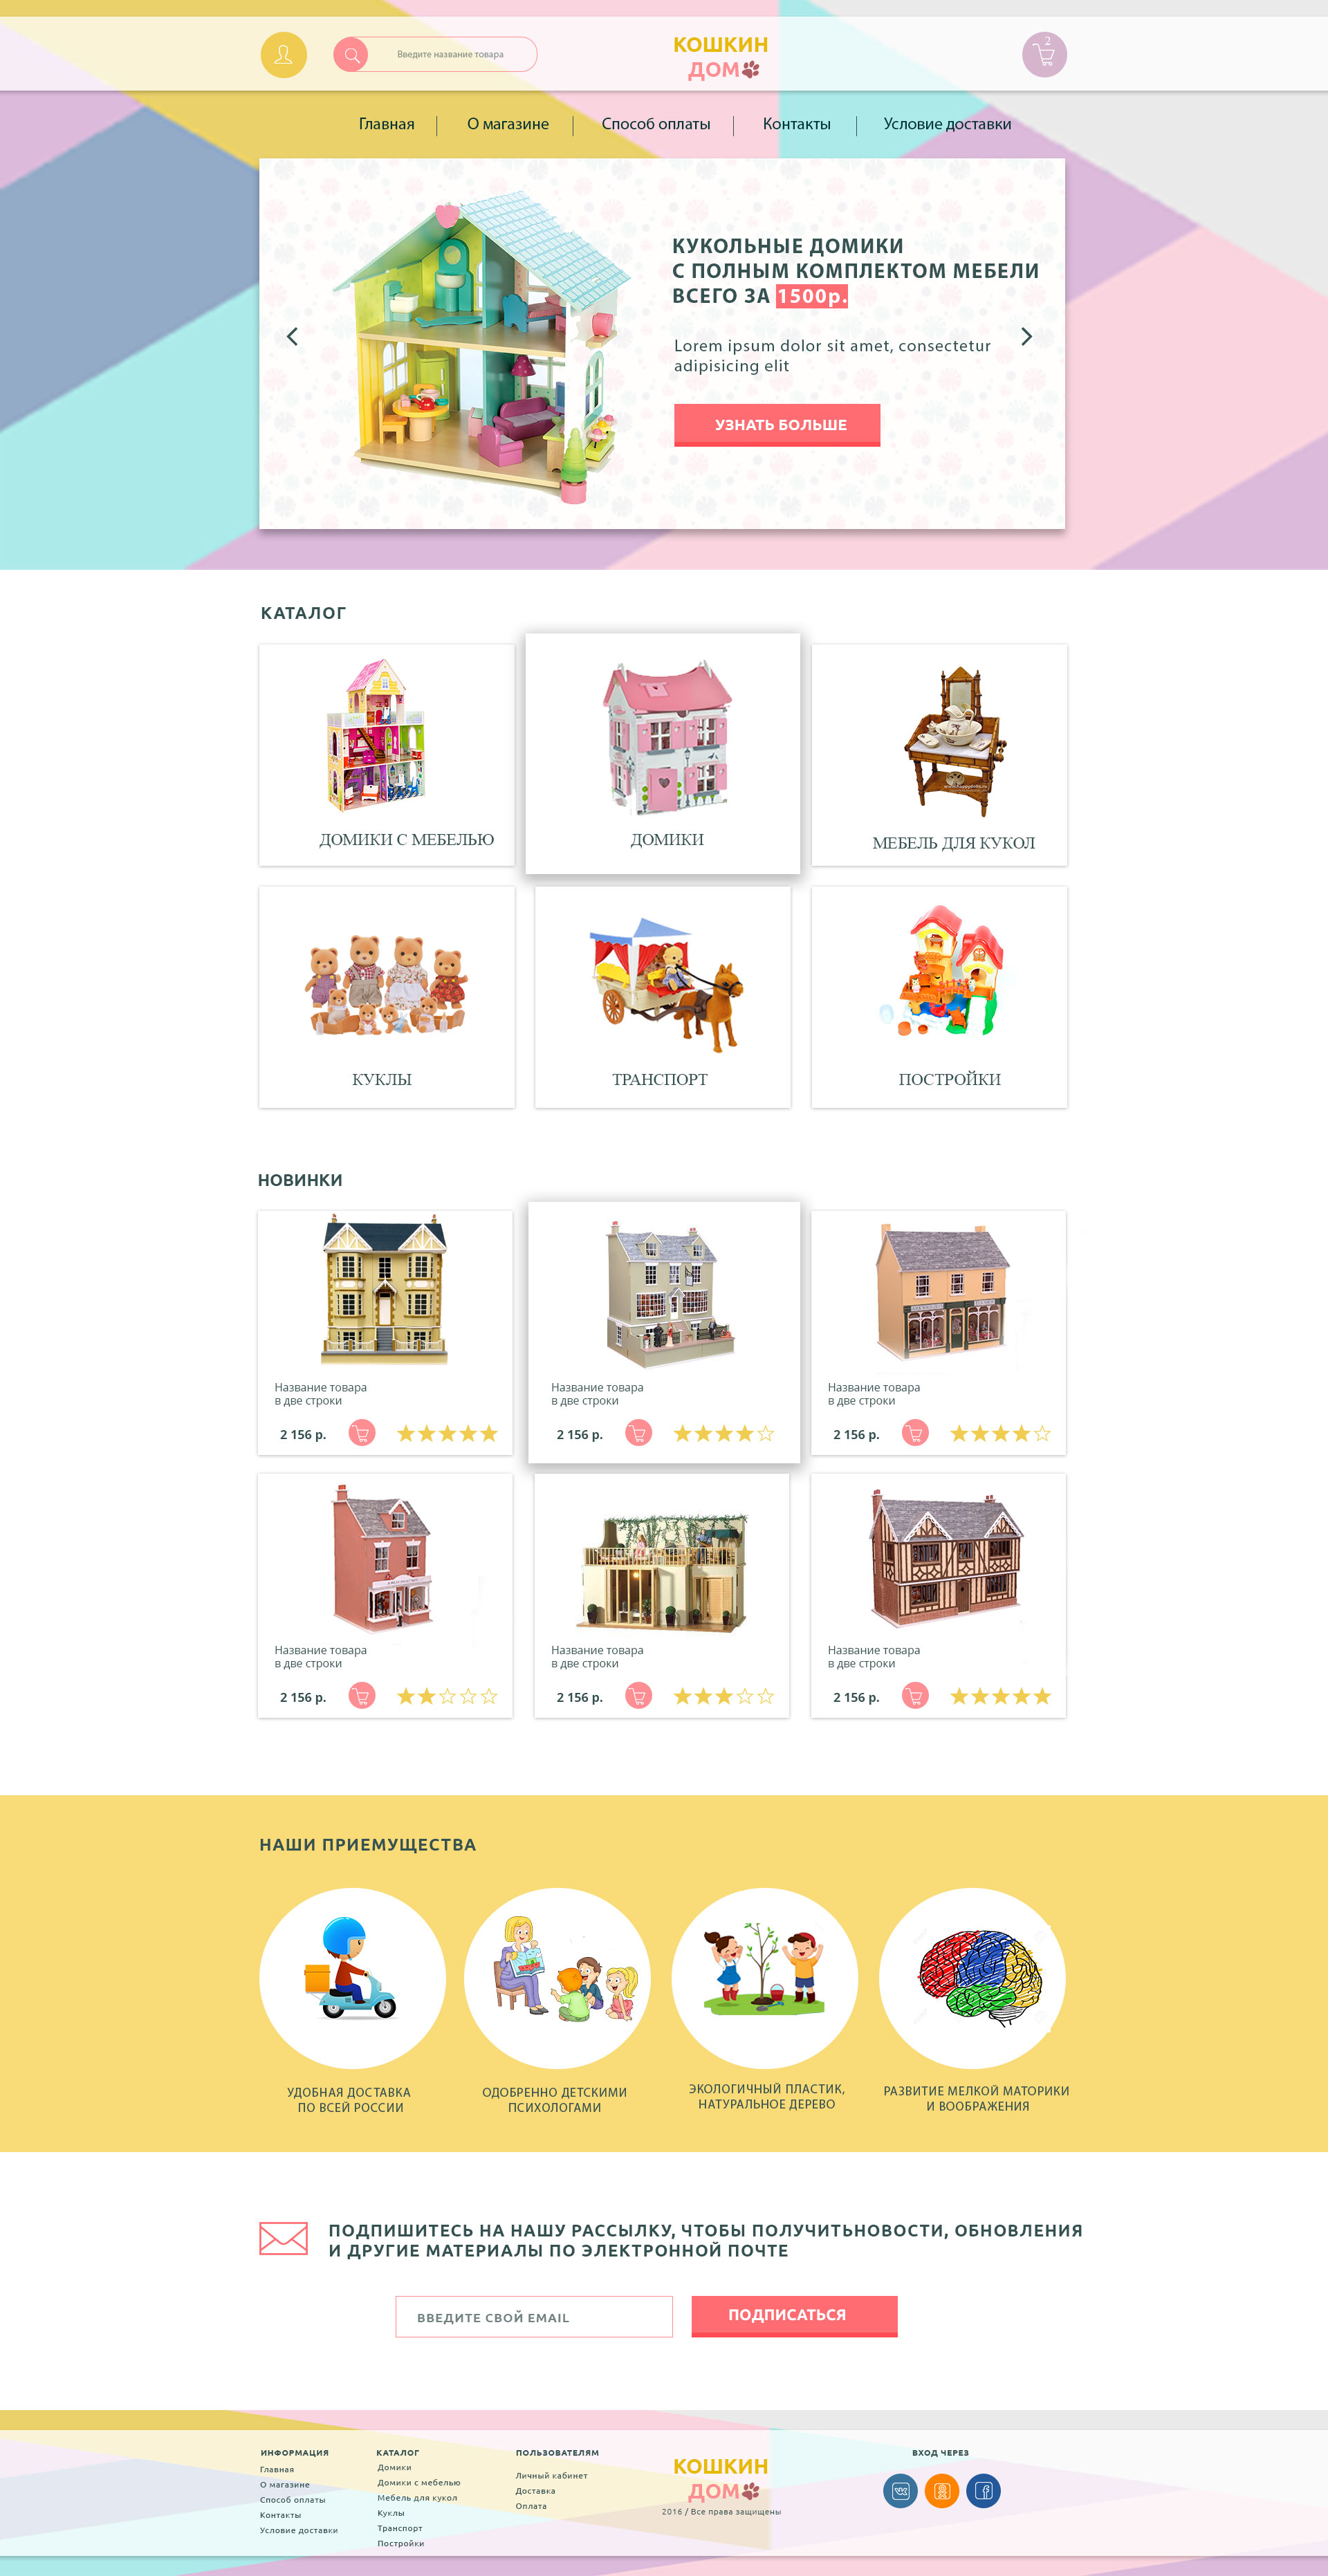 Введите название товара
КОШКИН
ДОМ
2
Главная
О магазине
Способ оплаты
Контакты
Условие доставки
КУКОЛЬНЫЕ ДОМИКИ
С ПОЛНЫМ КОМПЛЕКТОМ МЕБЕЛИ
ВСЕГО ЗА 1500р.
Lorem ipsum dolor sit amet, consectetur
adipisicing elit
УЗНАТЬ БОЛЬШЕ
КАТАЛОГ
ДОМИКИ С МЕБЕЛЬЮ
ДОМИКИ
МЕБЕЛЬ ДЛЯ КУКОЛ
КУКЛЫ
ТРАНСПОРТ
ПОСТРОЙКИ
НОВИНКИ
Название товара
в две строки
2 156 р.
Название товара
в две строки
2 156 р.
Название товара
в две строки
2 156 р.
Название товара
в две строки
2 156 р.
Название товара
в две строки
2 156 р.
Название товара
в две строки
2 156 р.
НАШИ ПРИЕМУЩЕСТВА
УДОБНАЯ ДОСТАВКА
ПО ВСЕЙ РОССИИ
ОДОБРЕННО ДЕТСКИМИ
ПСИХОЛОГАМИ
ЭКОЛОГИЧНЫЙ ПЛАСТИК,
НАТУРАЛЬНОЕ ДЕРЕВО
РАЗВИТИЕ МЕЛКОЙ МАТОРИКИ
И ВООБРАЖЕНИЯ
ПОДПИШИТЕСЬ НА НАШУ РАССЫЛКУ, ЧТОБЫ ПОЛУЧИТЬНОВОСТИ, ОБНОВЛЕНИЯ
И ДРУГИЕ МАТЕРИАЛЫ ПО ЭЛЕКТРОННОЙ ПОЧТЕ
ВВЕДИТЕ СВОЙ EMAIL
ПОДПИСАТЬСЯ
ИНФОРМАЦИЯ
Главная
О магазине
Способ оплаты
Контакты
Условие доставки
КАТАЛОГ
Домики
Домики с мебелью
Мебель для кукол
Куклы
Транспорт
Постройки
ПОЛЬЗОВАТЕЛЯМ
Личный кабинет
Доставка
Оплата
КОШКИН
ДОМ
2016 / Все права защищены
ВХОД ЧЕРЕЗ